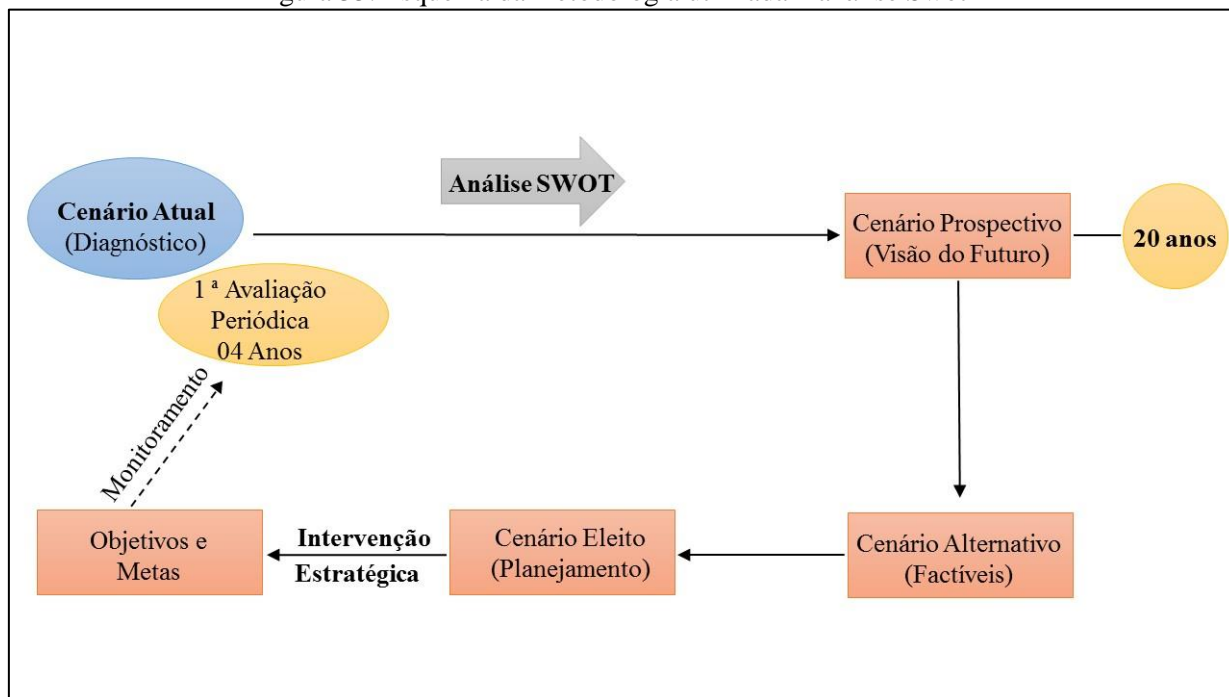 Análise SWOT
Cenário Atual
(Diagnóstico)
Cenário Prospectivo
(Visão do Futuro)
20 anos
1 ª Avaliação
Periódica
04 Anos
Monitoramento
Objetivos e
Metas
Intervenção
Estratégica
Cenário Eleito
(Planejamento)
Cenário Alternativo
(Factíveis)